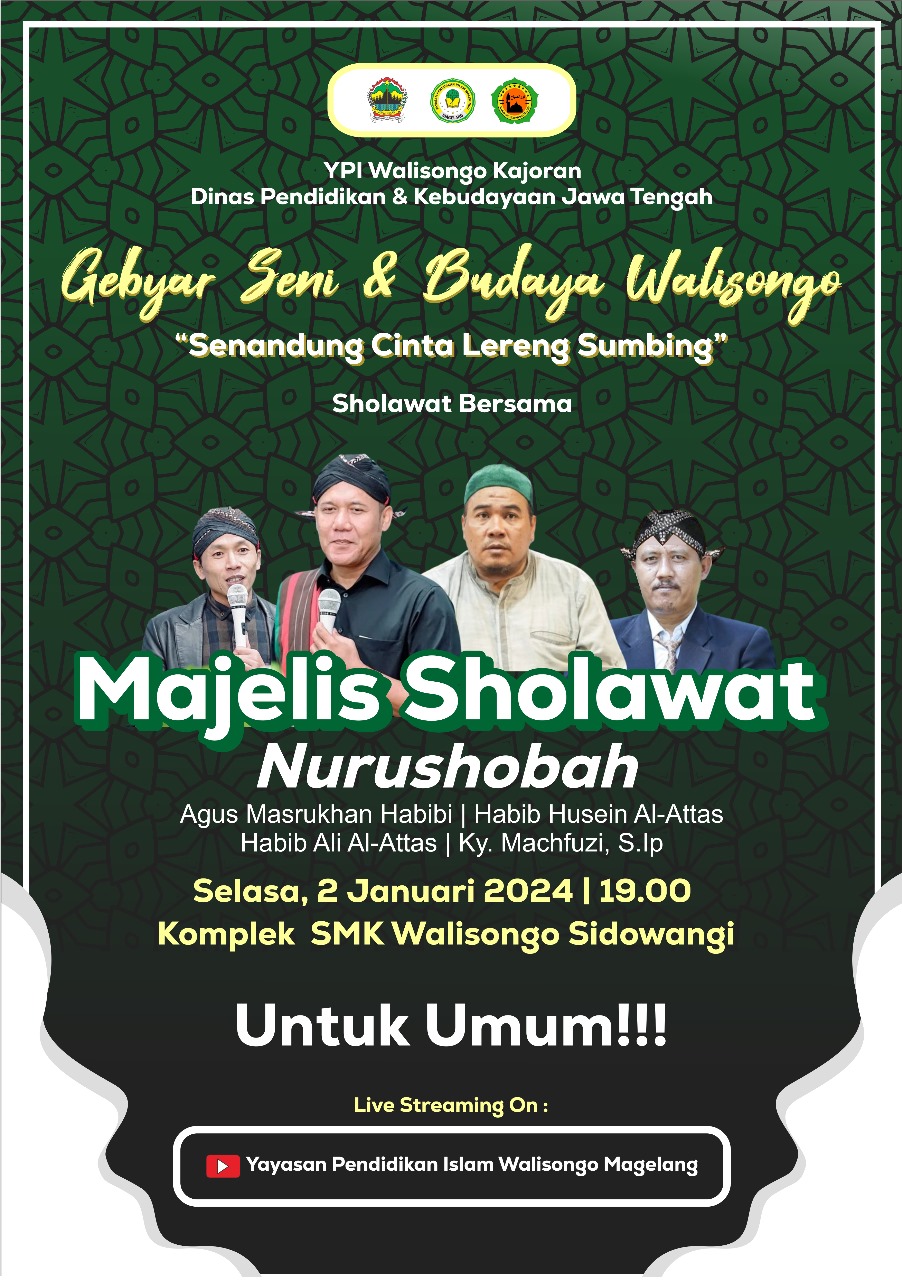 YPI Walisongo Kajoran
Dinas Pendidikan & Kebudayaan Jawa Tengah
Gebyar Seni & Budaya Walisongo
“Senandung Cinta Lereng Sumbing”
Sholawat Bersama
Majelis Sholawat
Nurushobah
Agus Masrukhan Habibi | Habib Husein Al-Attas
Habib Ali Al-Attas | Ky. Machfuzi, S.Ip
Selasa, 2 Januari 2024 | 19.00
Komplek SMK Walisongo Sidowangi
Untuk Umum!!!
Live Streaming On :
Yayasan Pendidikan Islam Walisongo Magelang